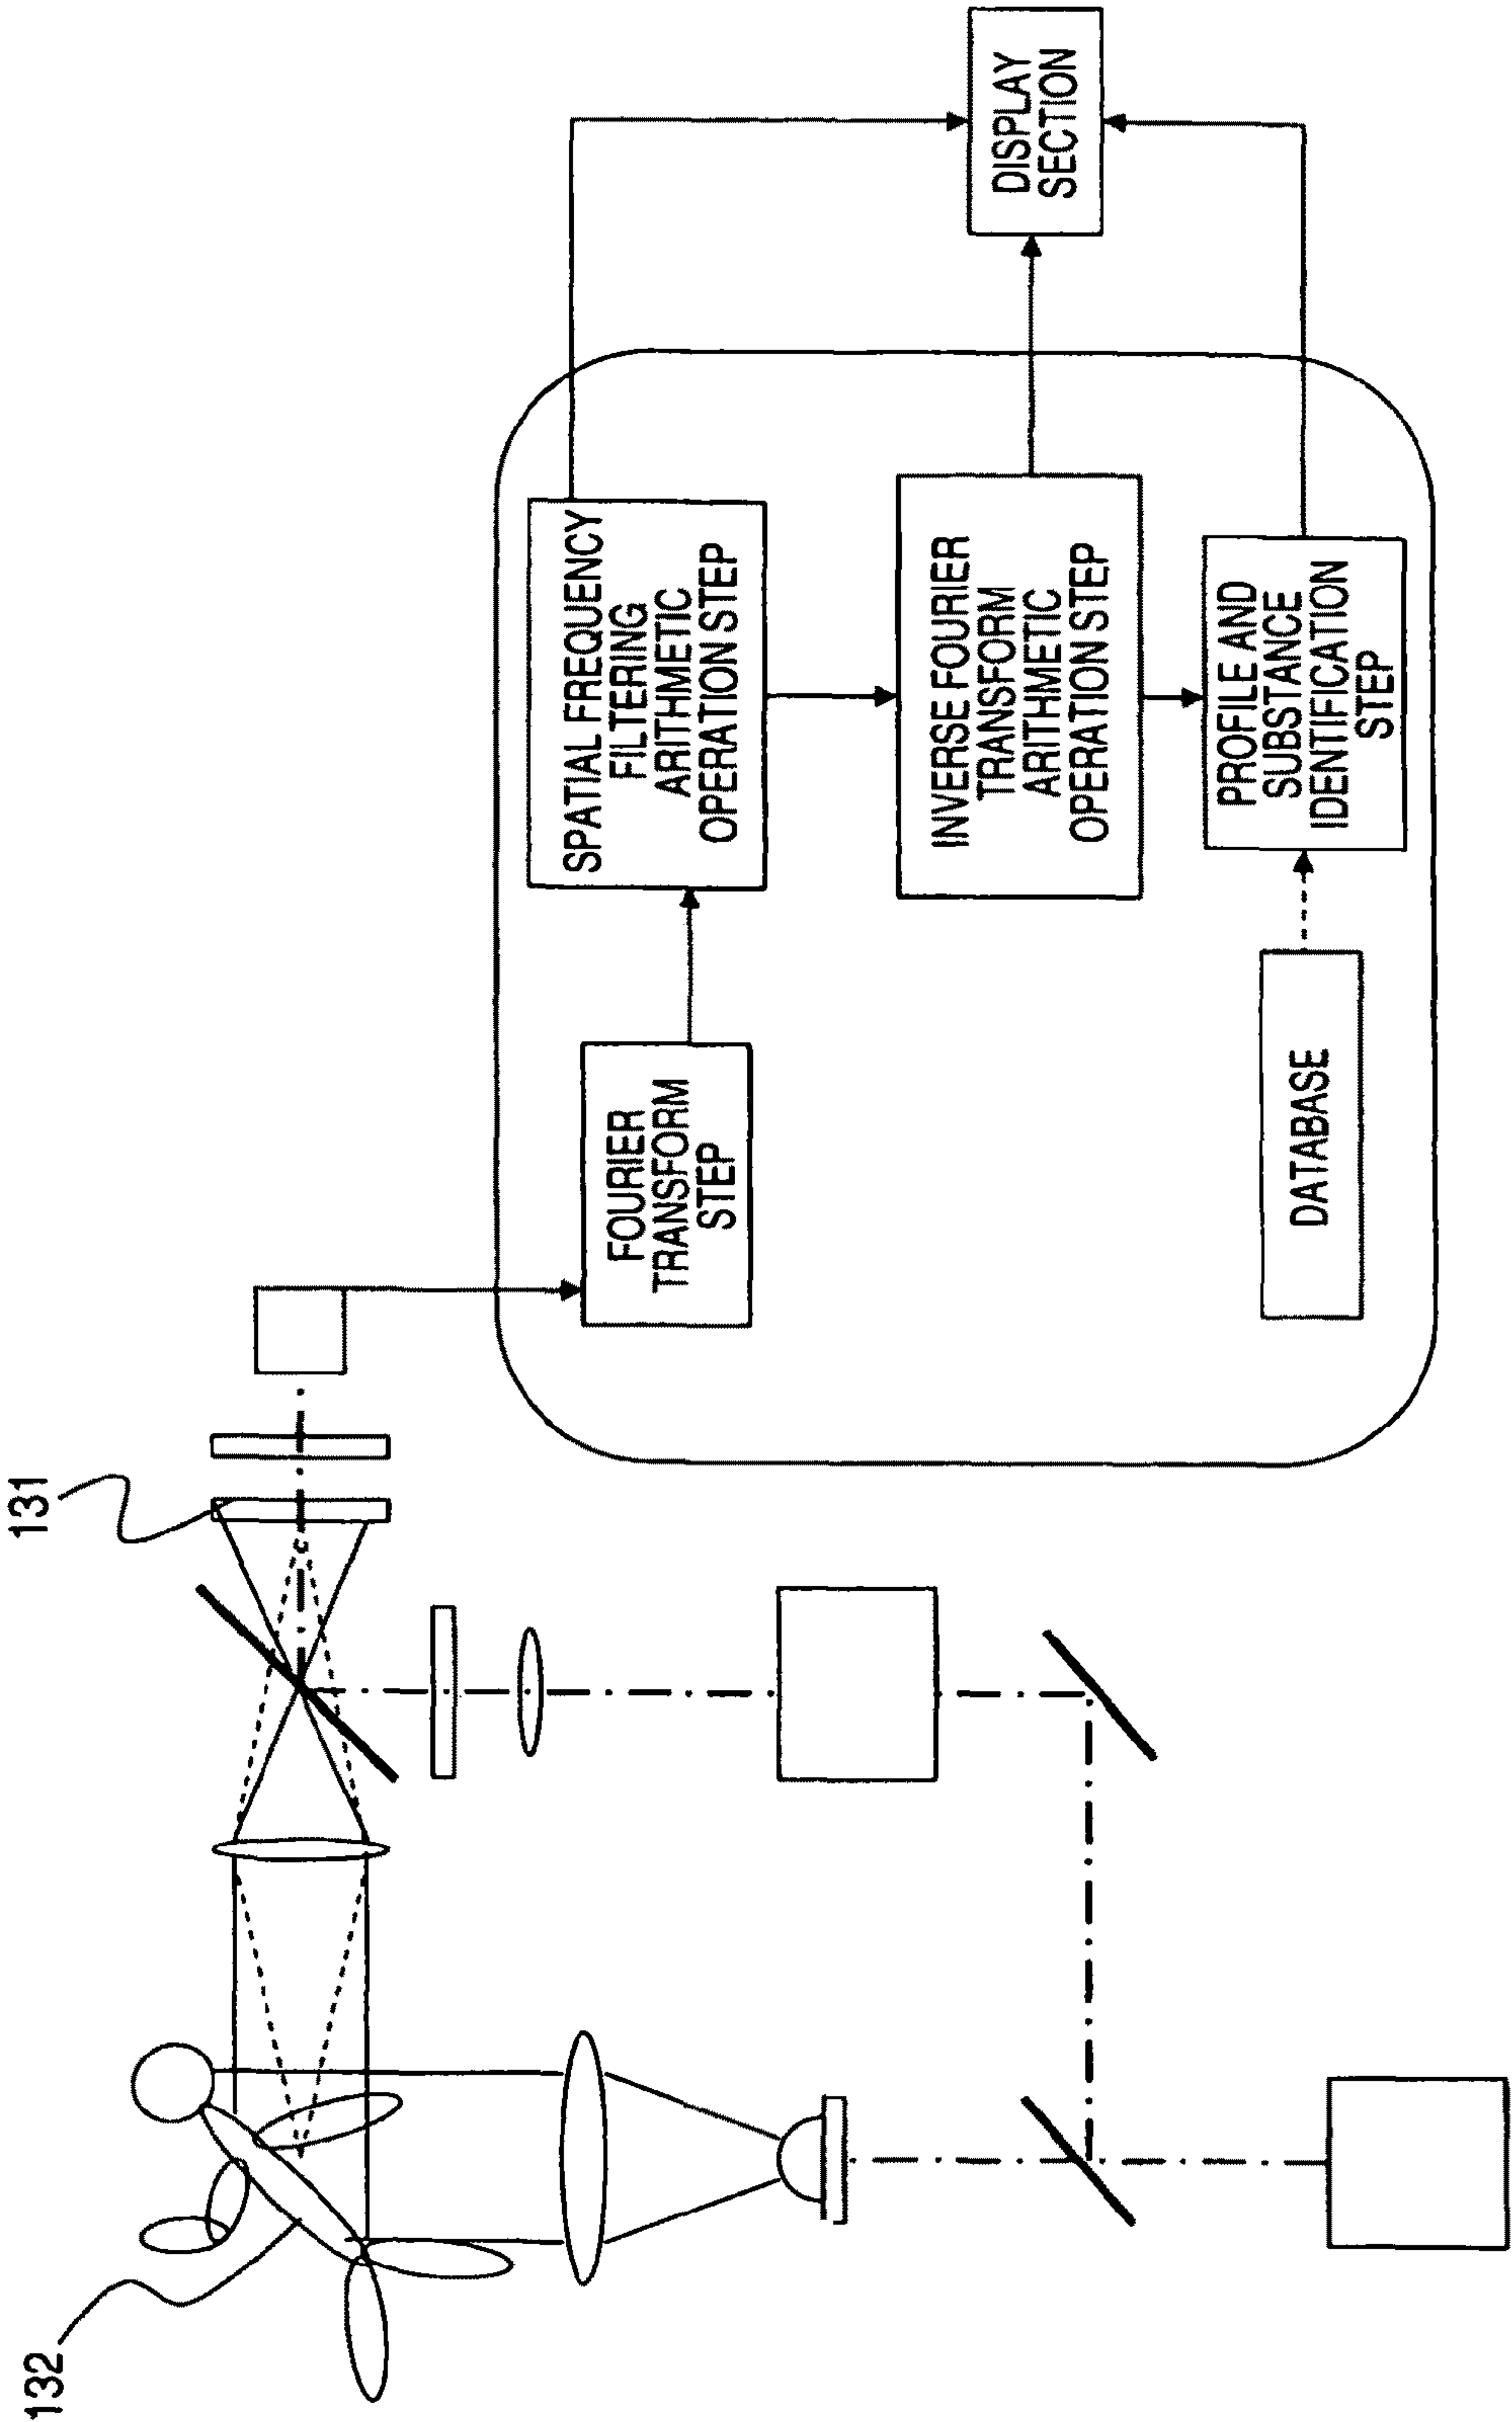 132
131
FOURIER
TRANSFORM
STEP
SPATIAL FREQUENCY
FILTERING
ARITHMETIC
OPERATION STEP
INVERSE FOURIER
TRANSFORM
ARITHMETIC
OPERATION STEP
DATABASE
PROFILE AND
SUBSTANCE
IDENTIFICATION
STEP
DISPLAY
SECTION